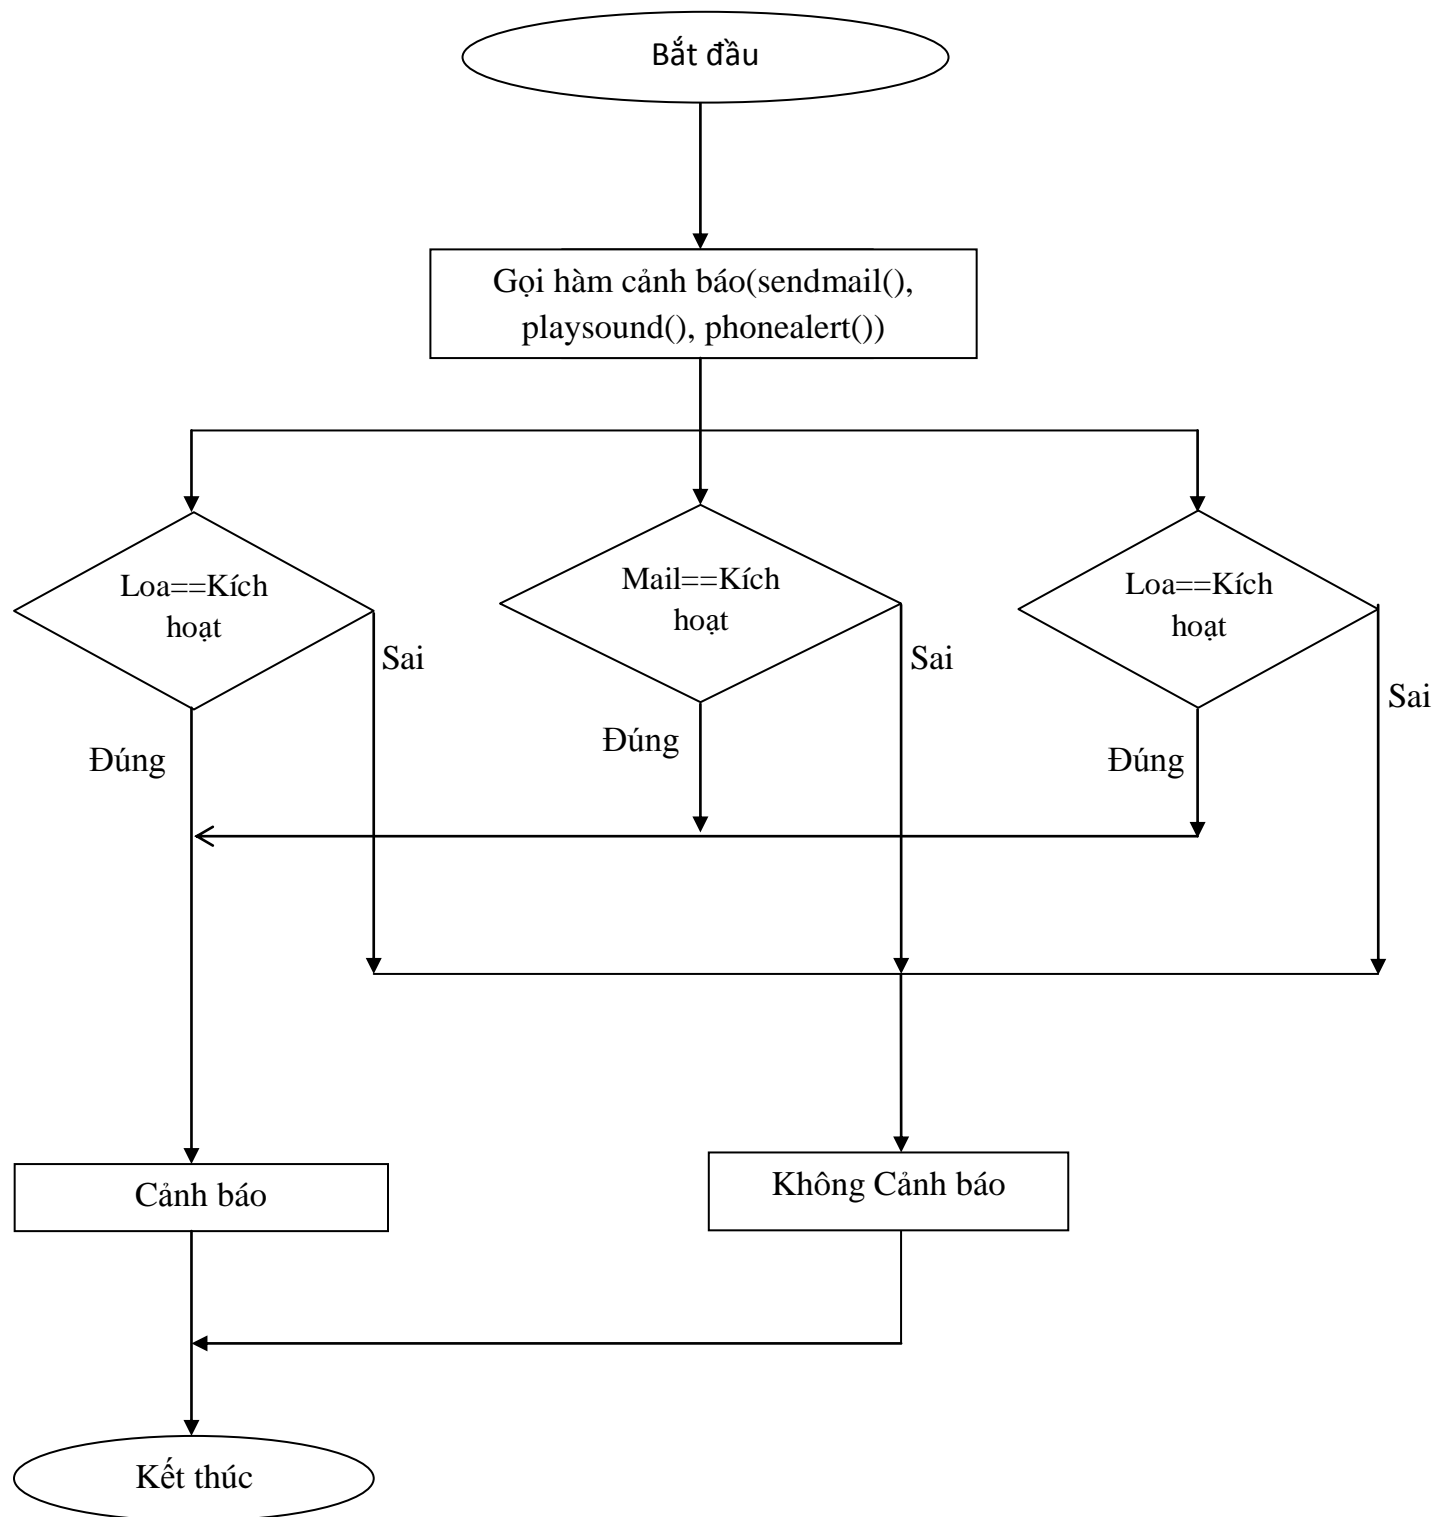 Bắt đầu
Gọi hàm cảnh báo(sendmail(),
playsound(), phonealert())
Loa==Kích
hoạt
Mail==Kích
hoạt
Loa==Kích
hoạt
Sai
Sai
Sai
Đúng
Đúng
Đúng
Cảnh báo
Không Cảnh báo
Kết thúc